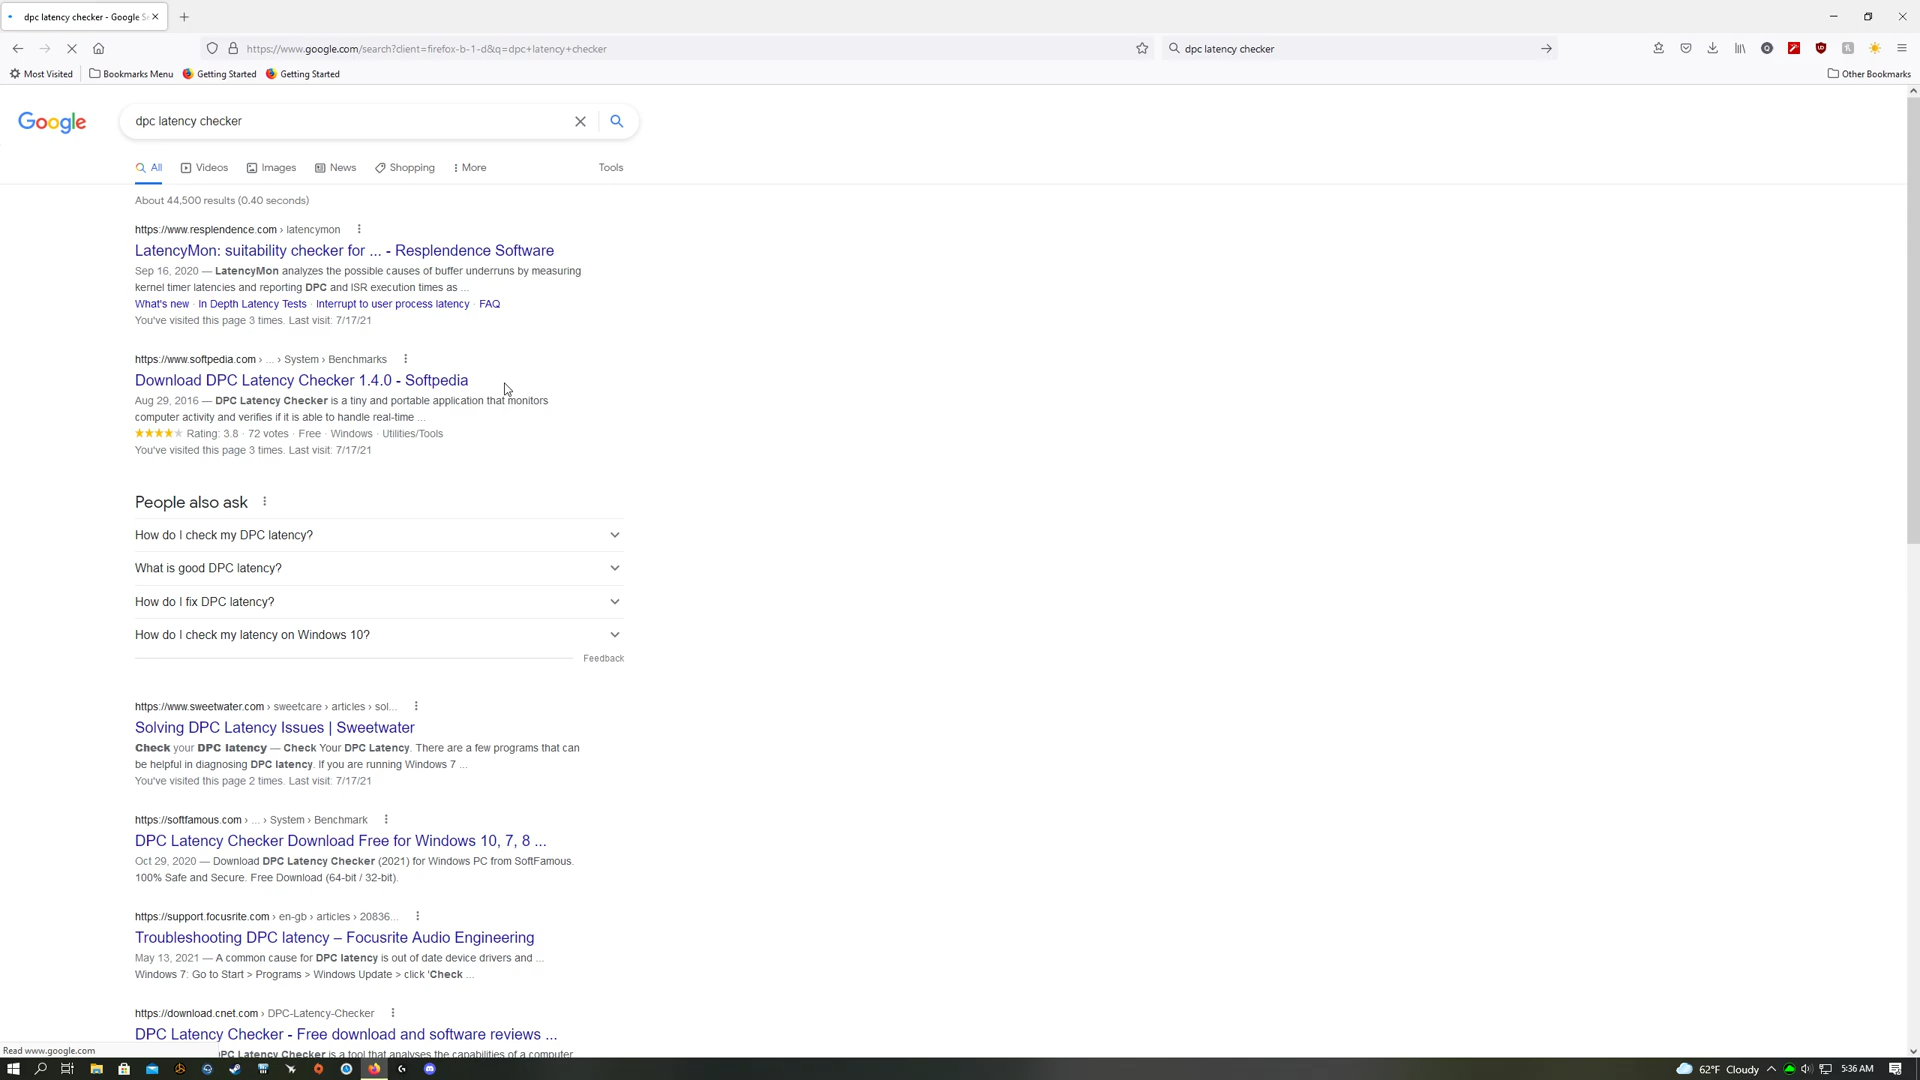 dpc latency checker - Google Se
https://www.google.com/search?client=firefox-b-1-d&q=dpc+latency+checker
dpc latency checker
Most Visited
Bookmarks Menu
Getting Started
Getting Started
Other Bookmarks
Google
dpc latency checker
All
Videos
Images
News
Shopping
More
Tools
About 44,500 results (0.40 seconds)
https://www.resplendence.com › latencymon
LatencyMon: suitability checker for ... - Resplendence Software
Sep 16, 2020 — LatencyMon analyzes the possible causes of buffer underruns by measuring
kernel timer latencies and reporting DPC and ISR execution times as ...
What's new · In Depth Latency Tests · Interrupt to user process latency · FAQ
You've visited this page 3 times. Last visit: 7/17/21
https://www.softpedia.com › ... › System › Benchmarks
Download DPC Latency Checker 1.4.0 - Softpedia
Aug 29, 2016 — DPC Latency Checker is a tiny and portable application that monitors
computer activity and verifies if it is able to handle real-time ...
Rating: 3.8 · 72 votes · Free · Windows · Utilities/Tools
You've visited this page 3 times. Last visit: 7/17/21
People also ask
How do I check my DPC latency?
What is good DPC latency?
How do I fix DPC latency?
How do I check my latency on Windows 10?
Feedback
https://www.sweetwater.com › sweetcare › articles › sol...
Solving DPC Latency Issues | Sweetwater
Check your DPC latency — Check Your DPC Latency. There are a few programs that can
be helpful in diagnosing DPC latency. If you are running Windows 7 ...
You've visited this page 2 times. Last visit: 7/17/21
https://softfamous.com › ... › System › Benchmark
DPC Latency Checker Download Free for Windows 10, 7, 8 ...
Oct 29, 2020 — Download DPC Latency Checker (2021) for Windows PC from SoftFamous.
100% Safe and Secure. Free Download (64-bit / 32-bit).
https://support.focusrite.com › en-gb › articles › 20836...
Troubleshooting DPC latency – Focusrite Audio Engineering
May 13, 2021 — A common cause for DPC latency is out of date device drivers and ...
Windows 7: Go to Start > Programs > Windows Update > click 'Check ...
https://download.cnet.com › DPC-Latency-Checker
DPC Latency Checker - Free download and software reviews ...
DPC Latency Checker is a tool that analyses the capabilities of a computer
Read www.google.com
62°F Cloudy
5:36 AM